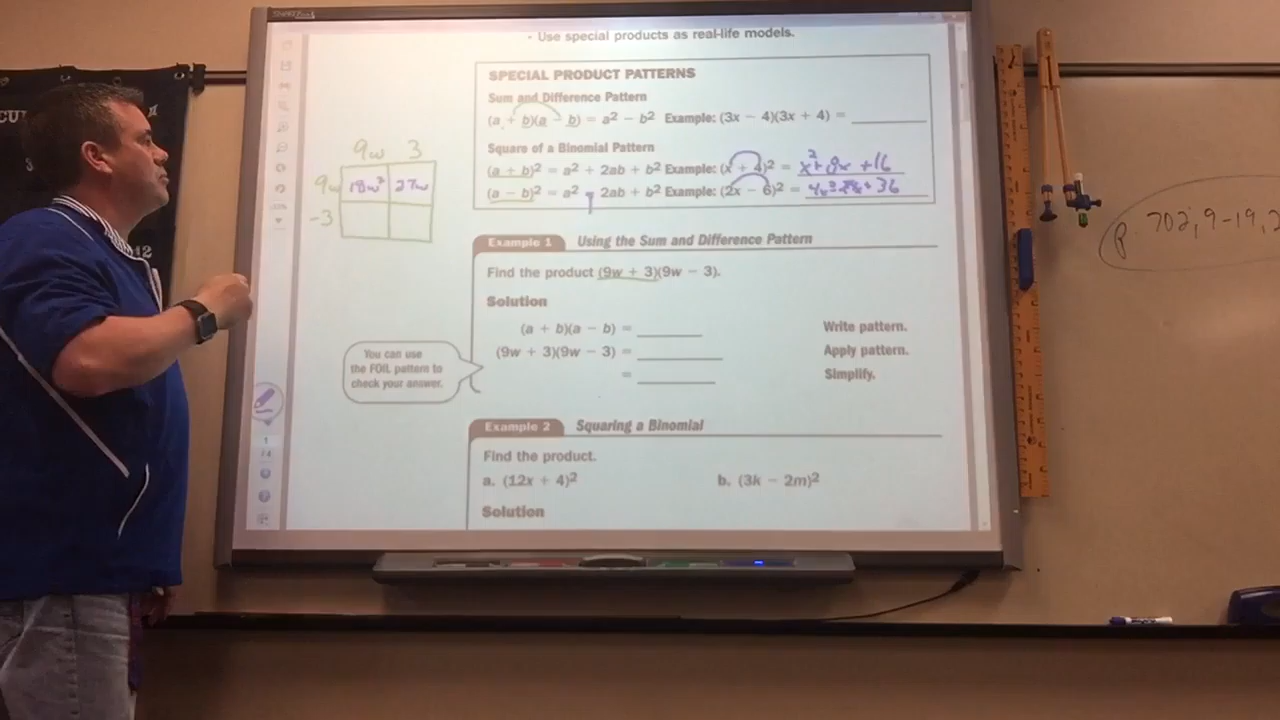 • Use special products as real-life models.
SPECIAL PRODUCT PATTERNS
Sum and Difference Pattern
(a + b)(a − b) = a² − b² Example: (3x − 4)(3x + 4) =
Square of a Binomial Pattern
(a + b)² = a² + 2ab + b² Example: (x + 4)² = x² + 8x + 16
(a − b)² = a² − 2ab + b² Example: (2x − 6)² = + 36
9w 3
9w 18w² 27w
-3
Example 1 Using the Sum and Difference Pattern
Find the product (9w + 3)(9w − 3).
Solution
(a + b)(a − b) = Write pattern.
(9w + 3)(9w − 3) = Apply pattern.
= Simplify.
You can use
the FOIL pattern to
check your answer.
Example 2 Squaring a Binomial
Find the product.
a. (12x + 4)² b. (3k − 2m)²
Solution
p. 702, 9-19, 2
12